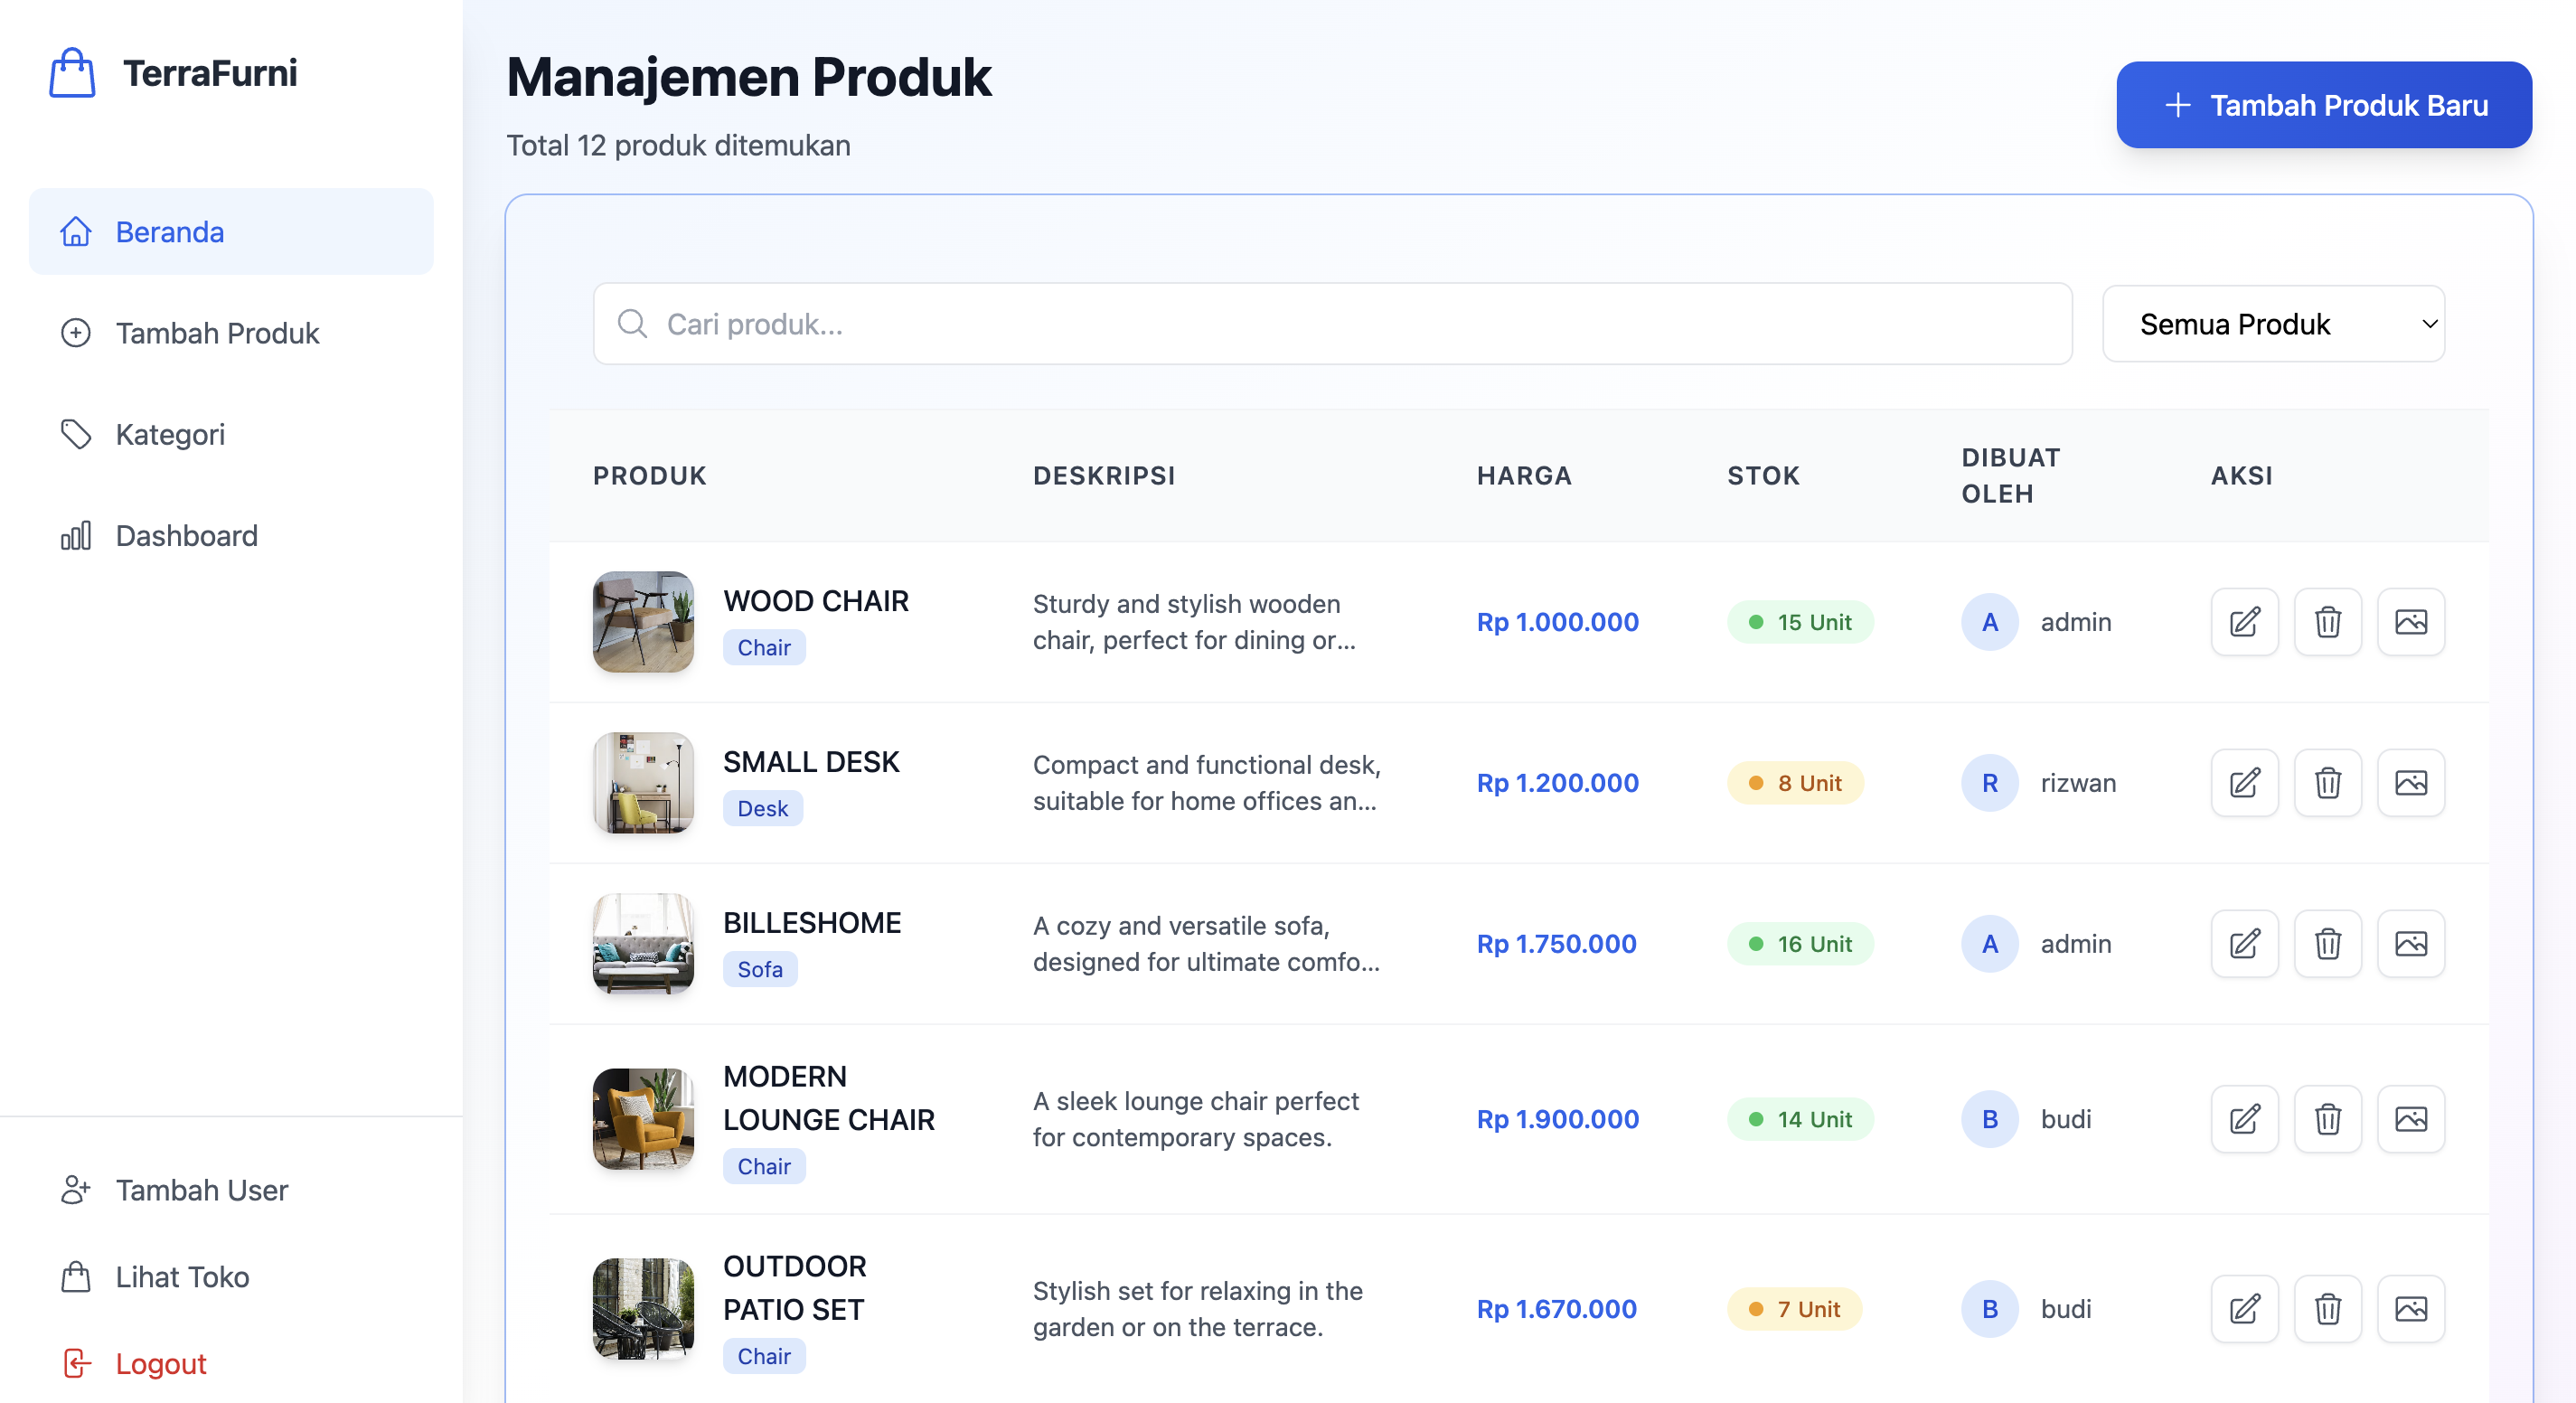 TerraFurni
Beranda
Tambah Produk
Kategori
Dashboard
Tambah User
Lihat Toko
Logout
Manajemen Produk
Total 12 produk ditemukan
Tambah Produk Baru
Cari produk...
Semua Produk
PRODUK
DESKRIPSI
HARGA
STOK
DIBUAT
OLEH
AKSI
WOOD CHAIR
Chair
Sturdy and stylish wooden
chair, perfect for dining or...
Rp 1.000.000
15 Unit
A
admin
SMALL DESK
Desk
Compact and functional desk,
suitable for home offices an...
Rp 1.200.000
8 Unit
R
rizwan
BILLESHOME
Sofa
A cozy and versatile sofa,
designed for ultimate comfo...
Rp 1.750.000
16 Unit
A
admin
MODERN
LOUNGE CHAIR
Chair
A sleek lounge chair perfect
for contemporary spaces.
Rp 1.900.000
14 Unit
B
budi
OUTDOOR
PATIO SET
Chair
Stylish set for relaxing in the
garden or on the terrace.
Rp 1.670.000
7 Unit
B
budi